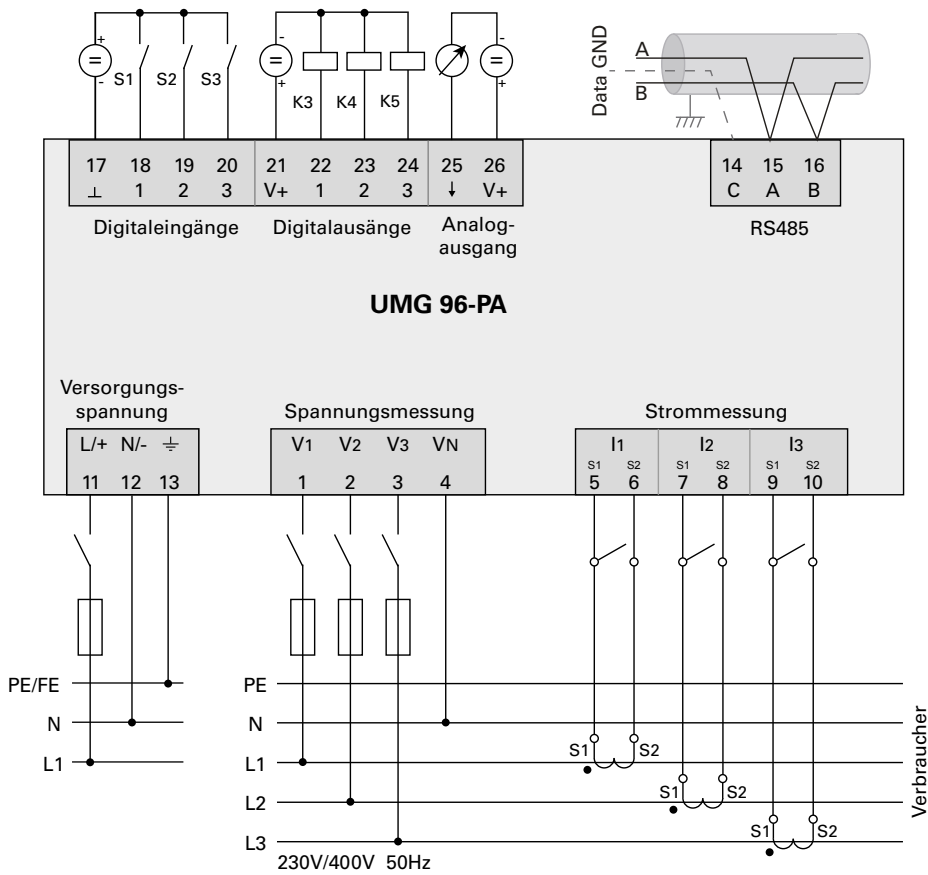 + - + - = S1 S2 S3 = K3 K4 K5 = - +
Data GND A B
17 18 19 20 21 22 23 24 25 26 14 15 16
⊥ 1 2 3 V+ 1 2 3 ↓ V+ C A B
Digitaleingänge Digitalausänge Analog-
ausgang
RS485
UMG 96-PA
Versorgungs-
spannung
Spannungsmessung
Strommessung
L/+ N/- ⏚ V1 V2 V3 VN I1 I2 I3
S1 S2 S1 S2 S1 S2
11 12 13 1 2 3 4 5 6 7 8 9 10
PE/FE
N
L1
PE
N
L1
L2
L3
230V/400V 50Hz
S1 S2
S1 S2
S1 S2
Verbraucher